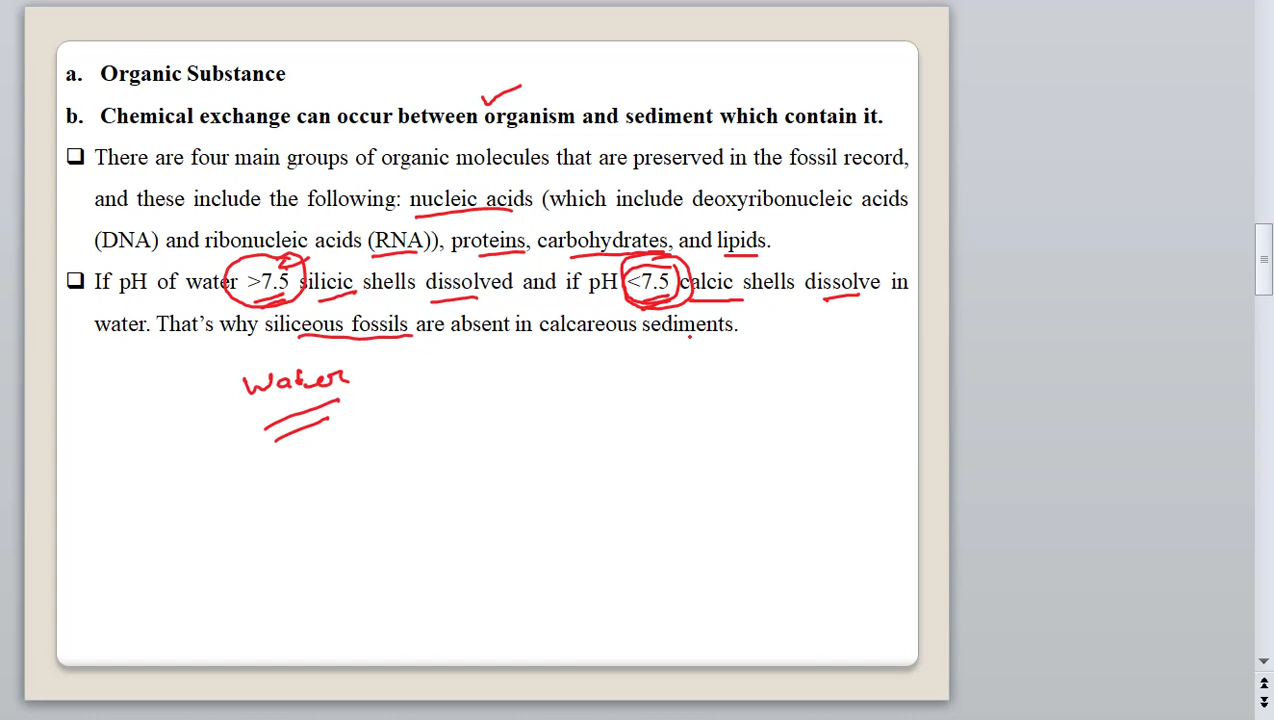 a. Organic Substance
b. Chemical exchange can occur between organism and sediment which contain it.
❑ There are four main groups of organic molecules that are preserved in the fossil record,
and these include the following: nucleic acids (which include deoxyribonucleic acids
(DNA) and ribonucleic acids (RNA)), proteins, carbohydrates, and lipids.
❑ If pH of water >7.5 silicic shells dissolved and if pH <7.5 calcic shells dissolve in
water. That’s why siliceous fossils are absent in calcareous sediments.
Water